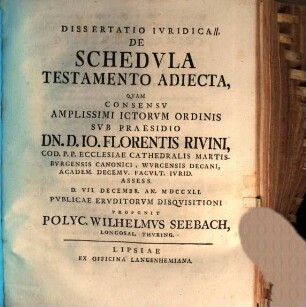 DISSERTATIO IVRIDICA
DE
SCHEDVLA
TESTAMENTO ADIECTA,
QVAM
CONSENSV
AMPLISSIMI ICTORVM ORDINIS
SVB PRAESIDIO
DN. D. IO. FLORENTIS RIVINI,
COD. P. P. ECCLESIAE CATHEDRALIS MARTIS-
BVRGENSIS CANONICI, WVRCENSIS DECANI,
ACADEM. DECEMV. FACVLT. IVRID.
ASSESS.
D. VII. DECEMBR. AN. MDCCXLI.
PVBLICAE ERVDITORVM DISQVISITIONI
PROPONIT
POLYC. WILHELMVS SEEBACH,
LONGOSAL. THVRING.
LIPSIAE
EX OFFICINA LANGENHEMIANA.